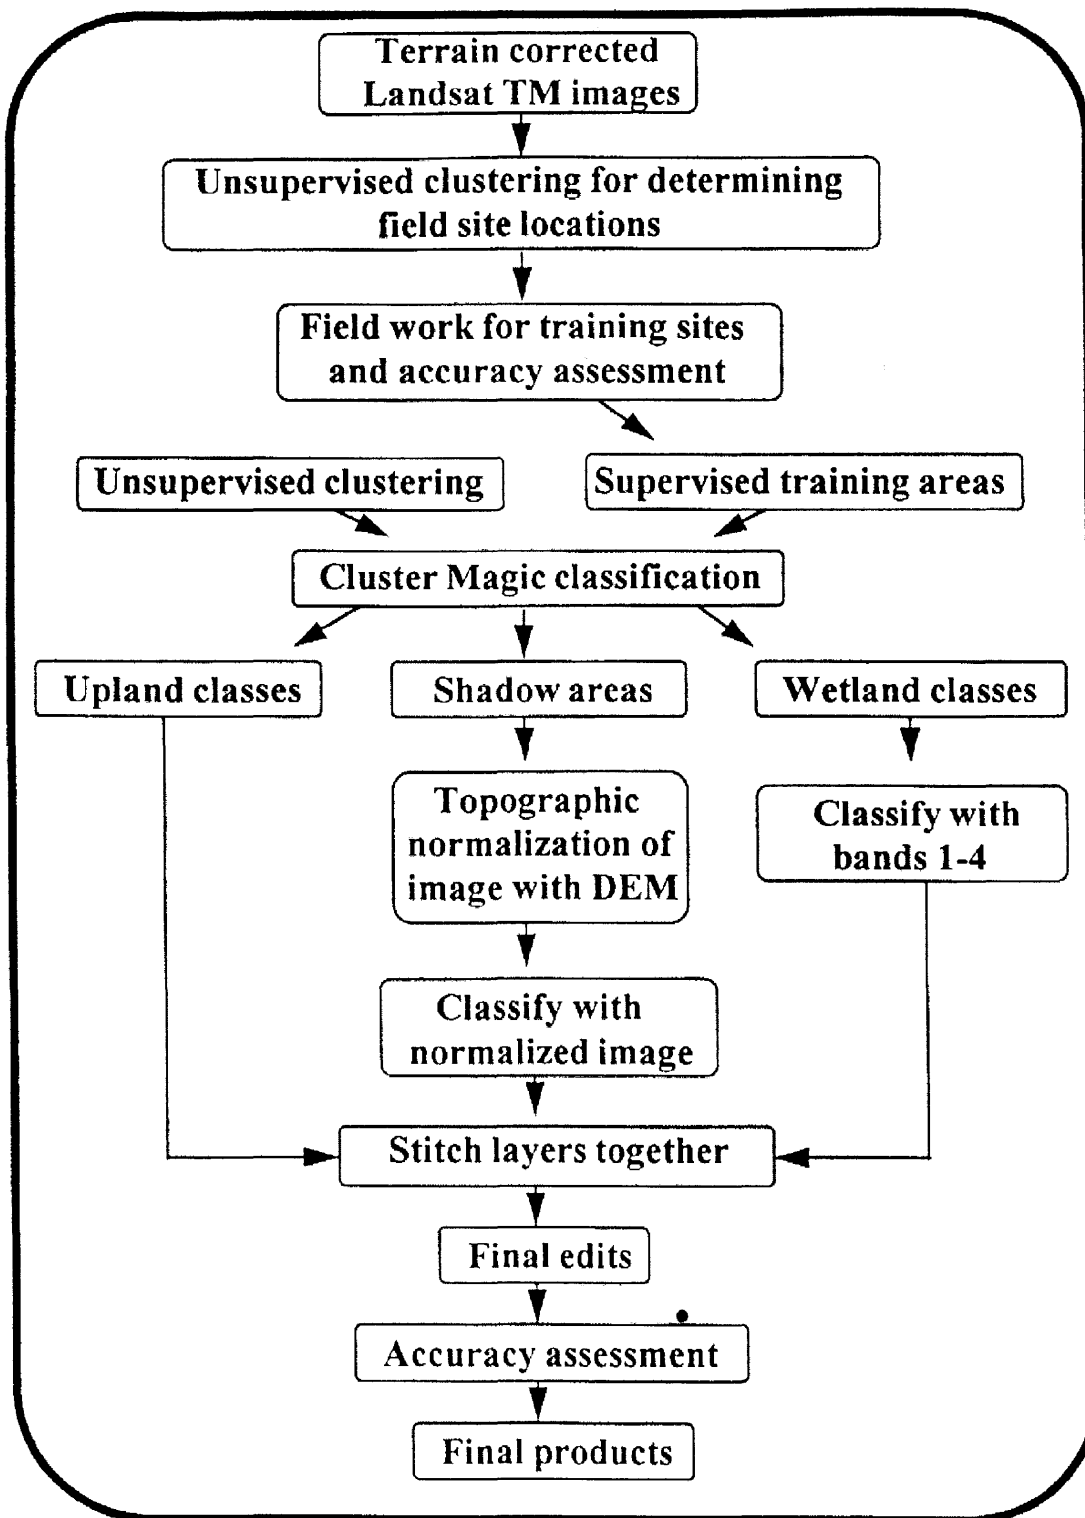 Terrain corrected
Landsat TM images
Unsupervised clustering for determining
field site locations
Field work for training sites
and accuracy assessment
Unsupervised clustering
Supervised training areas
Cluster Magic classification
Upland classes
Shadow areas
Wetland classes
Topographic
normalization of
image with DEM
Classify with
bands 1-4
Classify with
normalized image
Stitch layers together
Final edits
Accuracy assessment
Final products